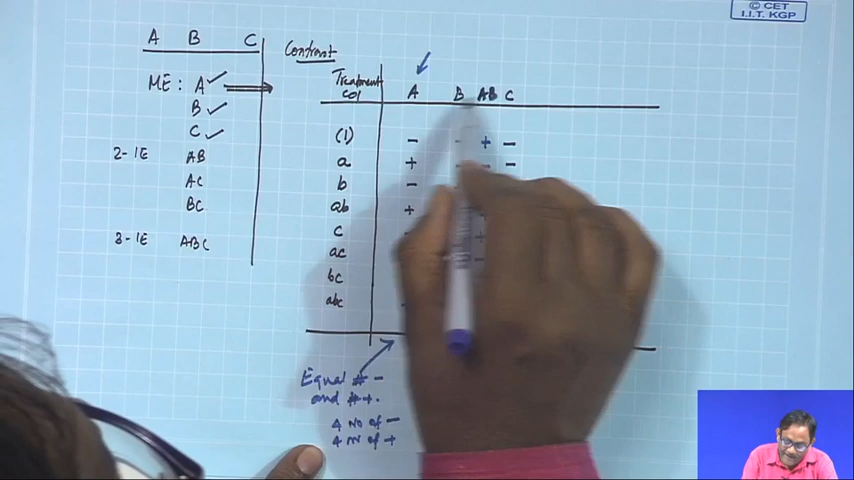 © CET
I.I.T. KGP
A B C
ME : A ✓
B ✓
C ✓
2-IE AB
AC
BC
3-IE ABC
Contrast
Treatment
A B AB C
(1) - - + -
a + - - -
b -
ab +
c
ac
bc
abc
Equal # -
and # +.
4 No of -
4 no of +